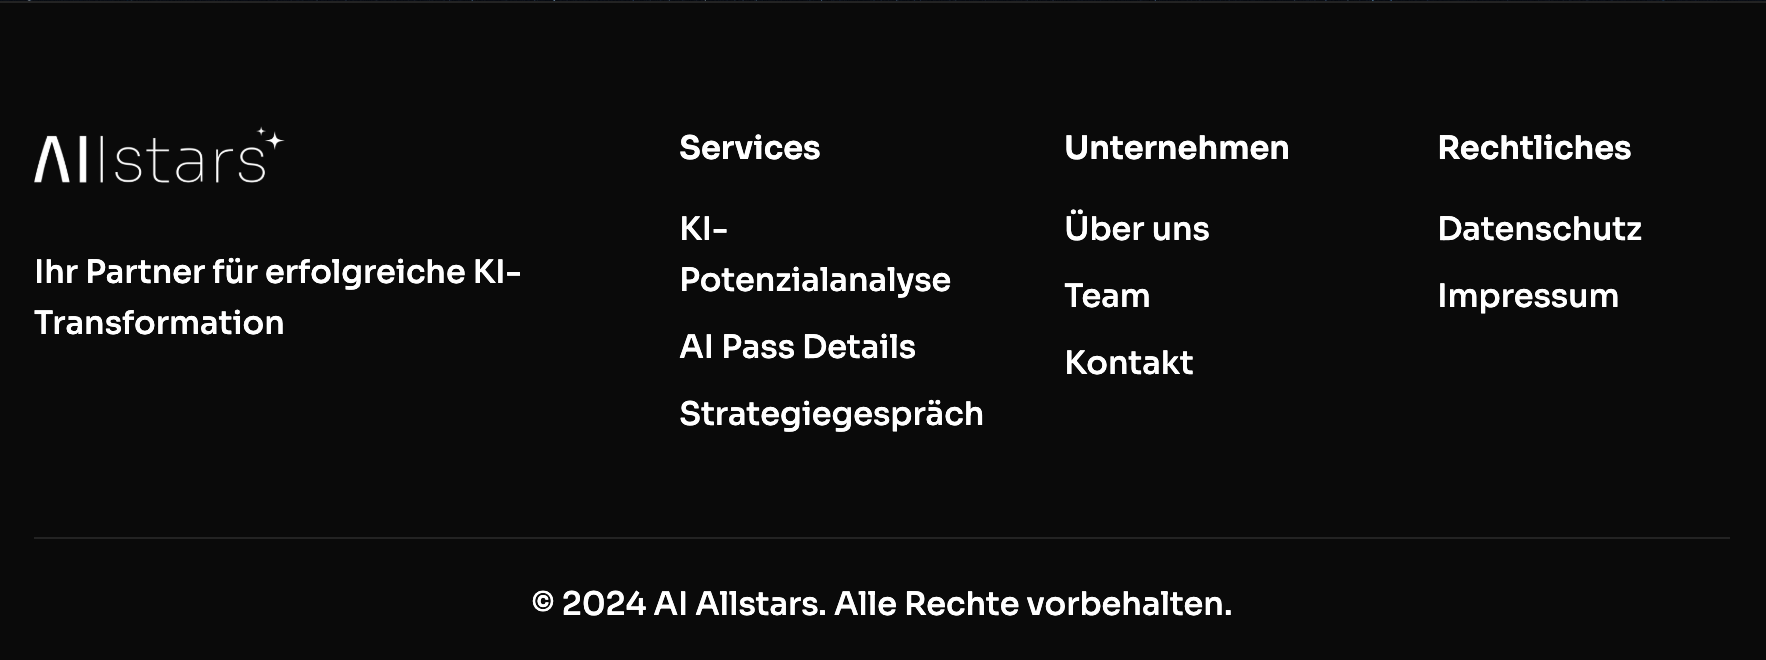 AIlstars
Ihr Partner für erfolgreiche KI-
Transformation
Services
KI-
Potenzialanalyse
AI Pass Details
Strategiegespräch
Unternehmen
Über uns
Team
Kontakt
Rechtliches
Datenschutz
Impressum
© 2024 AI Allstars. Alle Rechte vorbehalten.